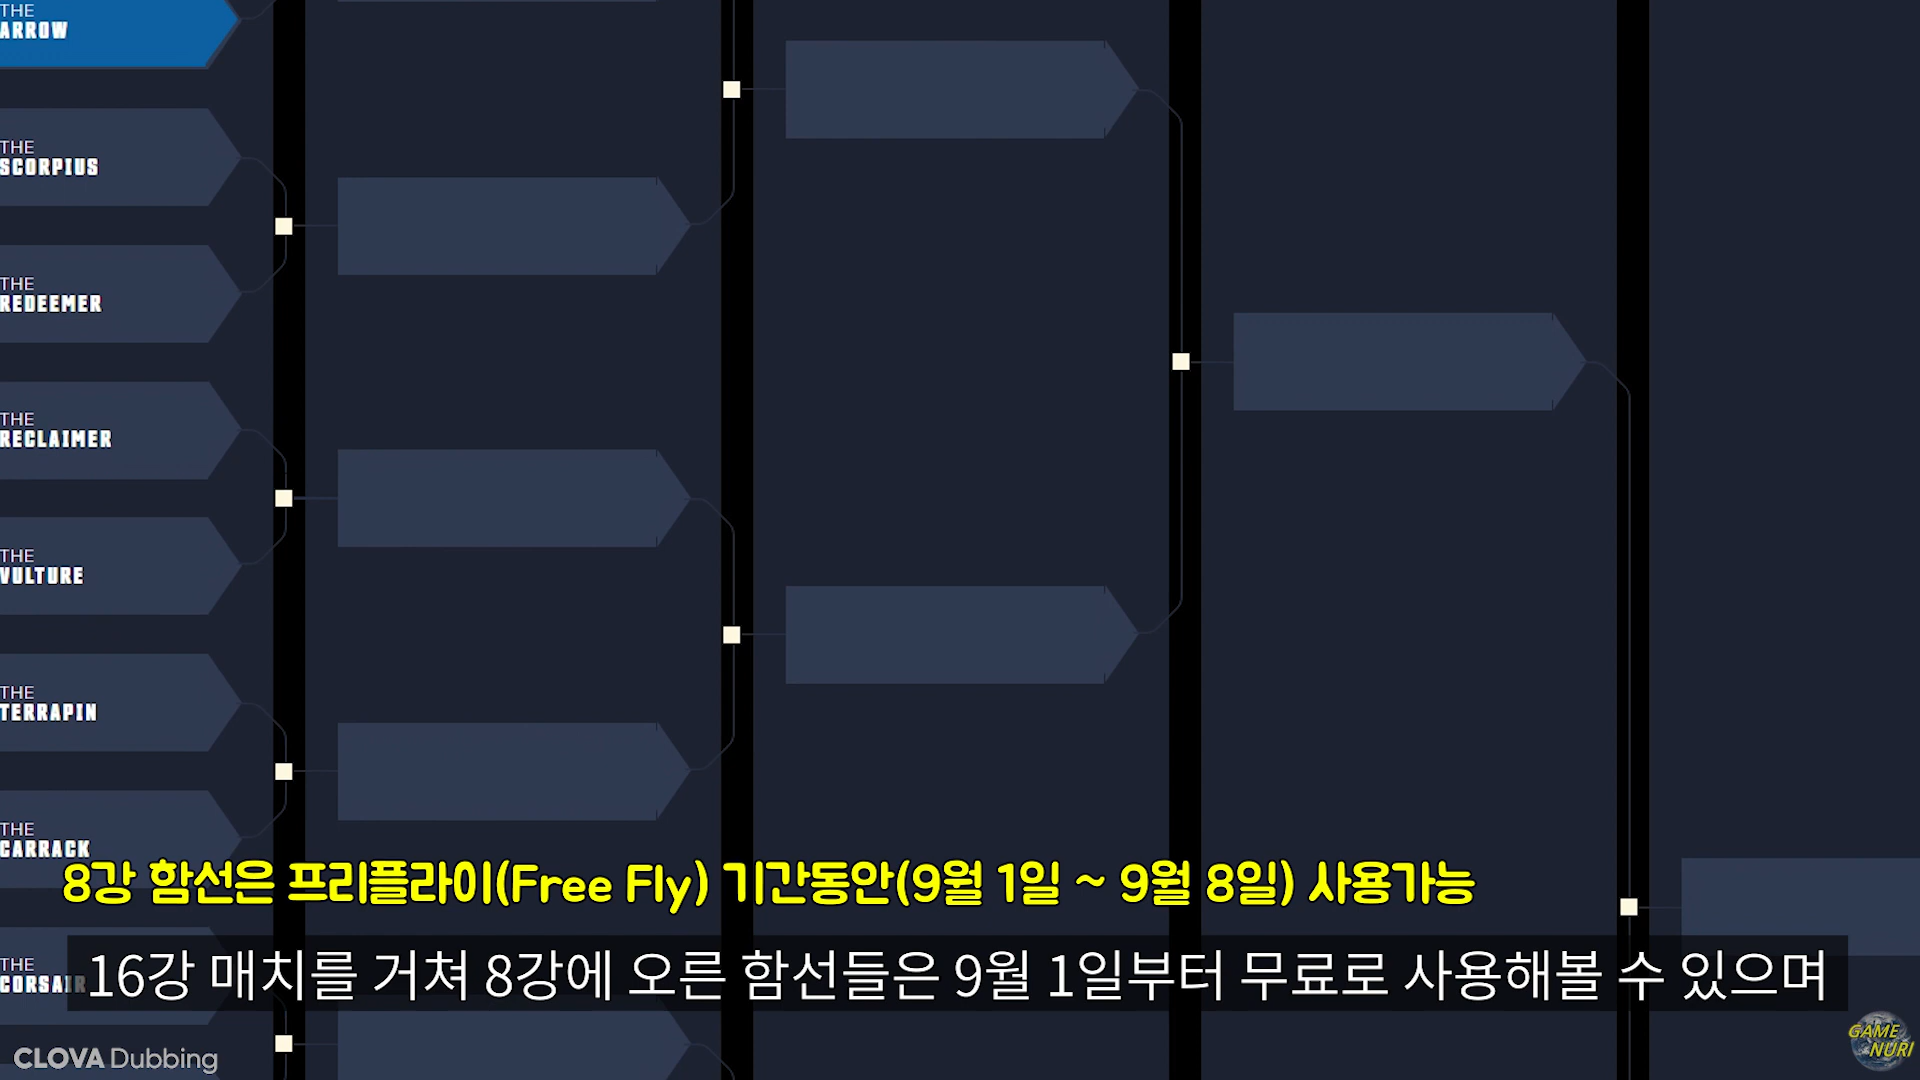 THE
ARROW
THE
SCORPIUS
THE
REDEEMER
THE
RECLAIMER
THE
VULTURE
THE
TERRAPIN
THE
CARRACK
8강 함선은 프리플라이(Free Fly) 기간동안(9월 1일 ~ 9월 8일) 사용가능
THE
CORSAIR
16강 매치를 거쳐 8강에 오른 함선들은 9월 1일부터 무료로 사용해볼 수 있으며
CLOVA Dubbing
GAME
NURI